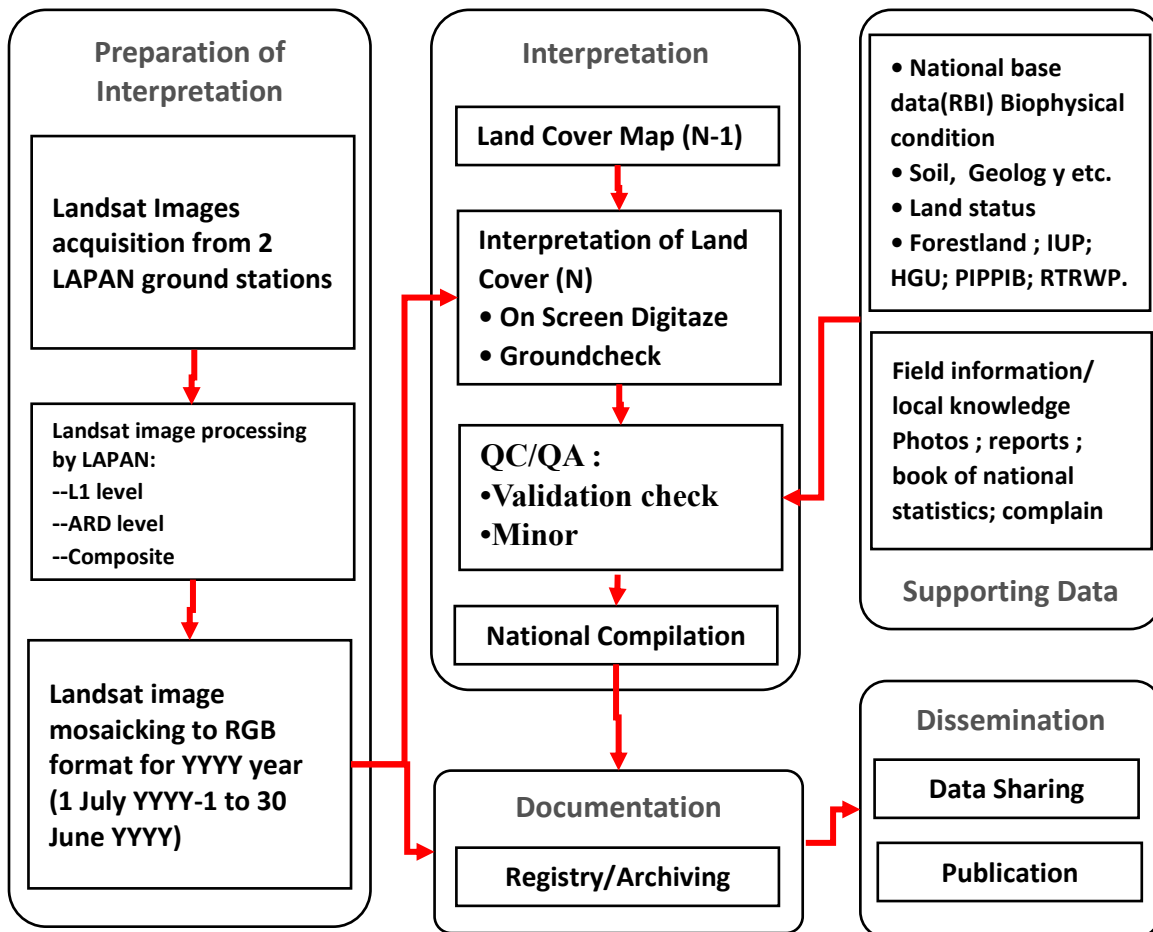 Preparation of
Interpretation
Landsat Images
acquisition from 2
LAPAN ground stations
Landsat image processing
by LAPAN:
--L1 level
--ARD level
--Composite
Landsat image
mosaicking to RGB
format for YYYY year
(1 July YYYY-1 to 30
June YYYY)
Interpretation
Land Cover Map (N-1)
Interpretation of Land
Cover (N)
• On Screen Digitaze
• Groundcheck
QC/QA :
•Validation check
•Minor
National Compilation
Documentation
Registry/Archiving
• National base
data(RBI) Biophysical
condition
• Soil, Geolog y etc.
• Land status
• Forestland ; IUP;
HGU; PIPPIB; RTRWP.
Field information/
local knowledge
Photos ; reports ;
book of national
statistics; complain
Supporting Data
Dissemination
Data Sharing
Publication